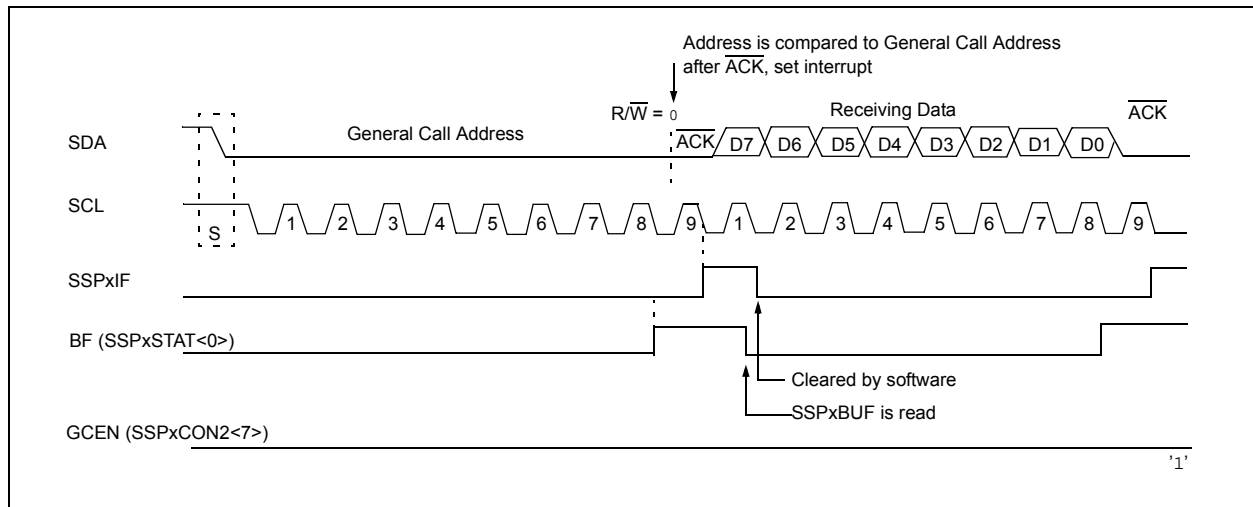 Address is compared to General Call Address
after ACK, set interrupt
R/W = 0
Receiving Data
ACK
SDA
General Call Address
ACK
D7 D6 D5 D4 D3 D2 D1 D0
SCL
S
1 2 3 4 5 6 7 8 9 1 2 3 4 5 6 7 8 9
SSPxIF
BF (SSPxSTAT<0>)
Cleared by software
SSPxBUF is read
GCEN (SSPxCON2<7>)
'1'